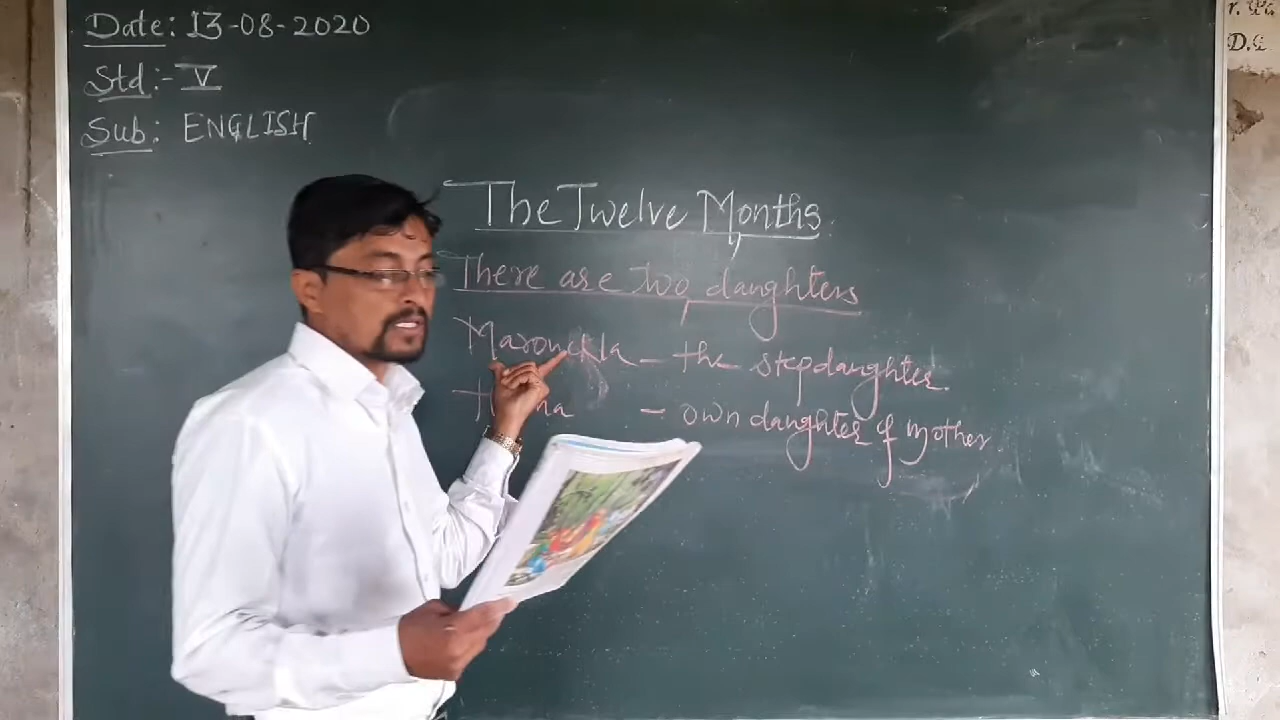 Date: 13-08-2020
Std:- V
Sub: ENGLISH
The Twelve Months
There are two daughters
Marouckla - the stepdaughter.
- own daughter of mother
D.